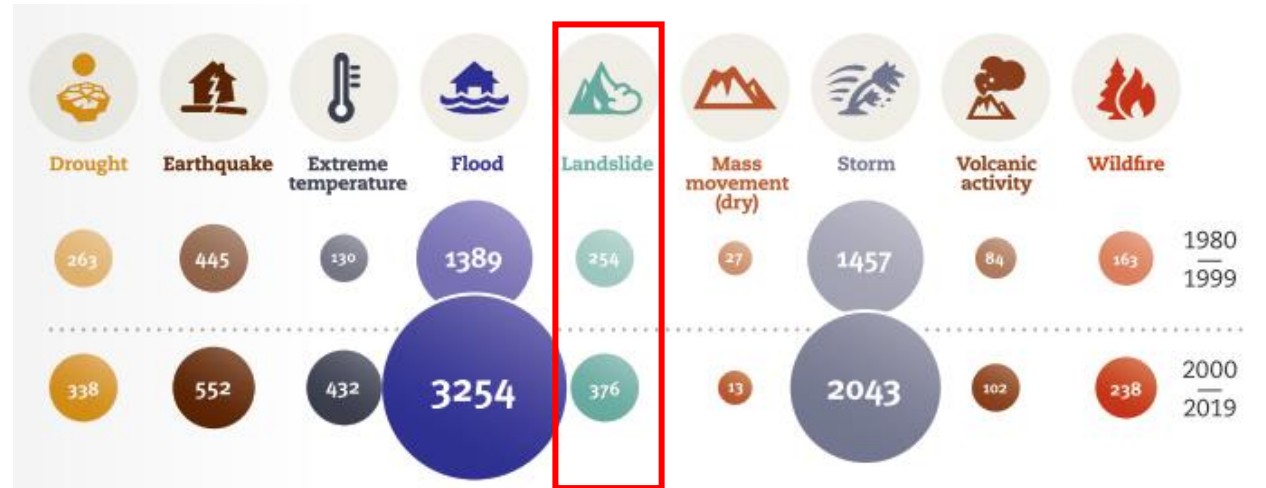 Drought
Earthquake
Extreme
temperature
Flood
Landslide
Mass
movement
(dry)
Storm
Volcanic
activity
Wildfire
263
445
130
1389
254
27
1457
84
163
1980
—
1999
338
552
432
3254
376
13
2043
102
238
2000
—
2019